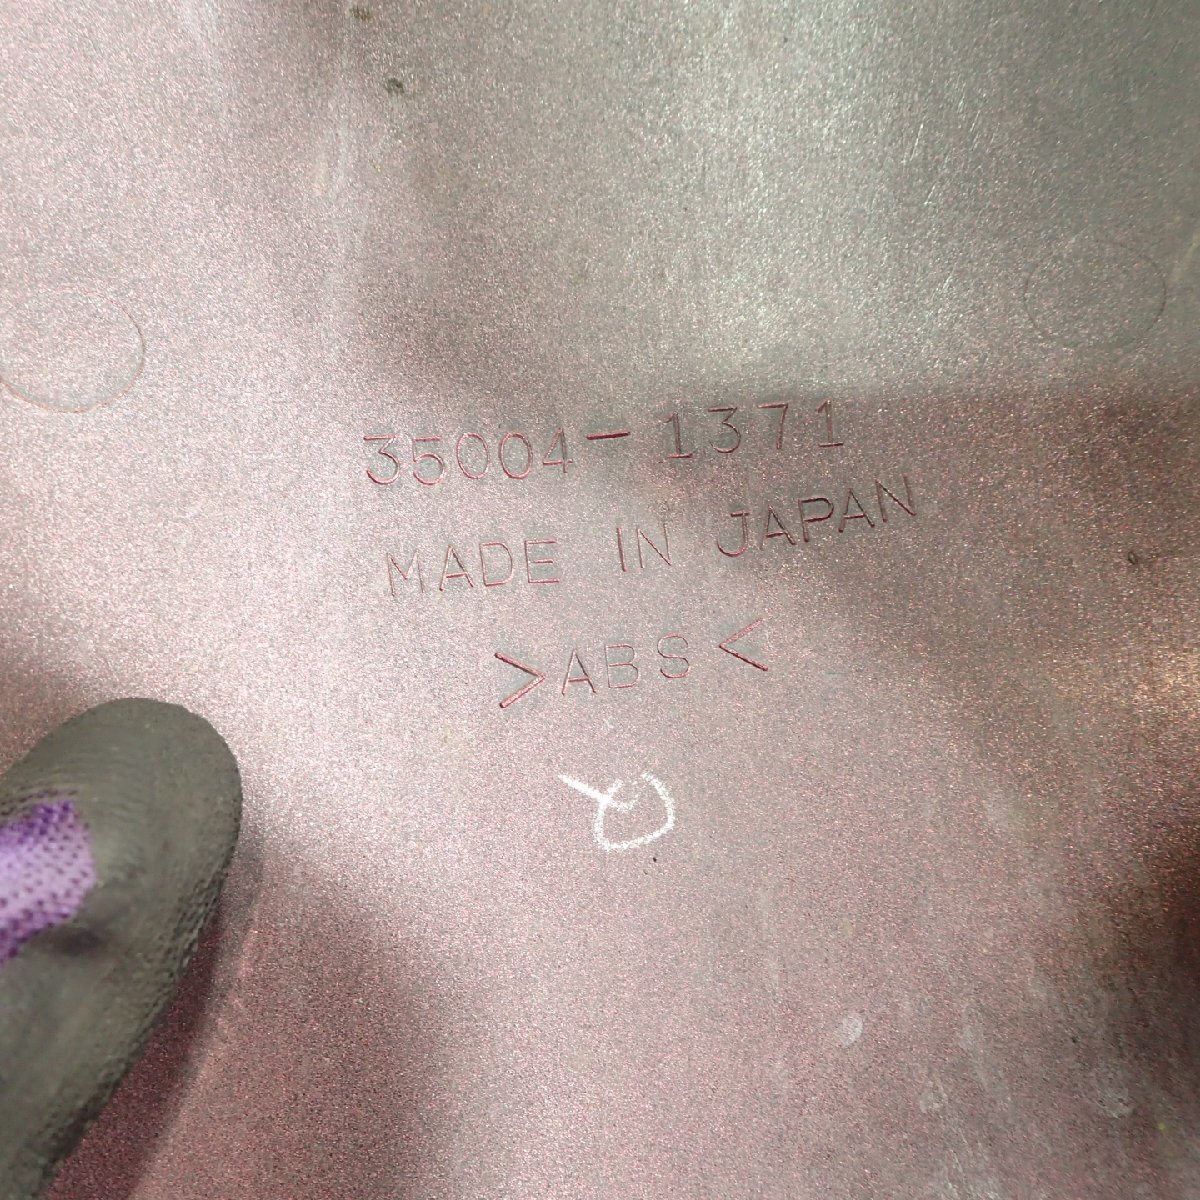 35004-1371
MADE IN JAPAN
>ABS<